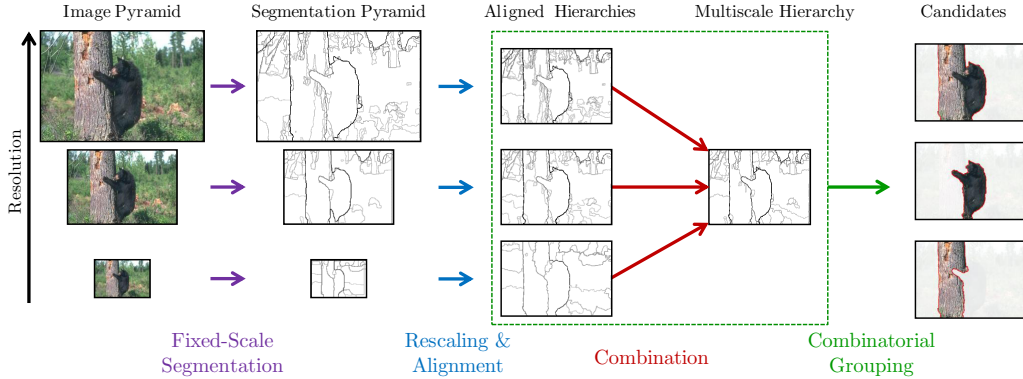 Image Pyramid
Segmentation Pyramid
Aligned Hierarchies
Multiscale Hierarchy
Candidates
Resolution
Fixed-Scale
Segmentation
Rescaling &
Alignment
Combination
Combinatorial
Grouping